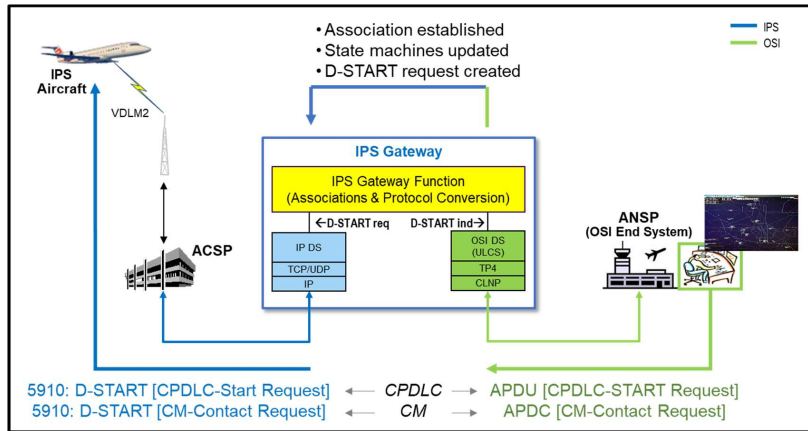 • Association established
• State machines updated
• D-START request created
IPS
OSI
IPS
Aircraft
VDLM2
IPS Gateway
IPS Gateway Function
(Associations & Protocol Conversion)
←D-START req
D-START ind→
ACSP
IP DS
TCP/UDP
IP
OSI DS
(ULCS)
TP4
CLNP
ANSP
(OSI End System)
5910: D-START [CPDLC-Start Request]
CPDLC
APDU [CPDLC-START Request]
5910: D-START [CM-Contact Request]
CM
APDC [CM-Contact Request]